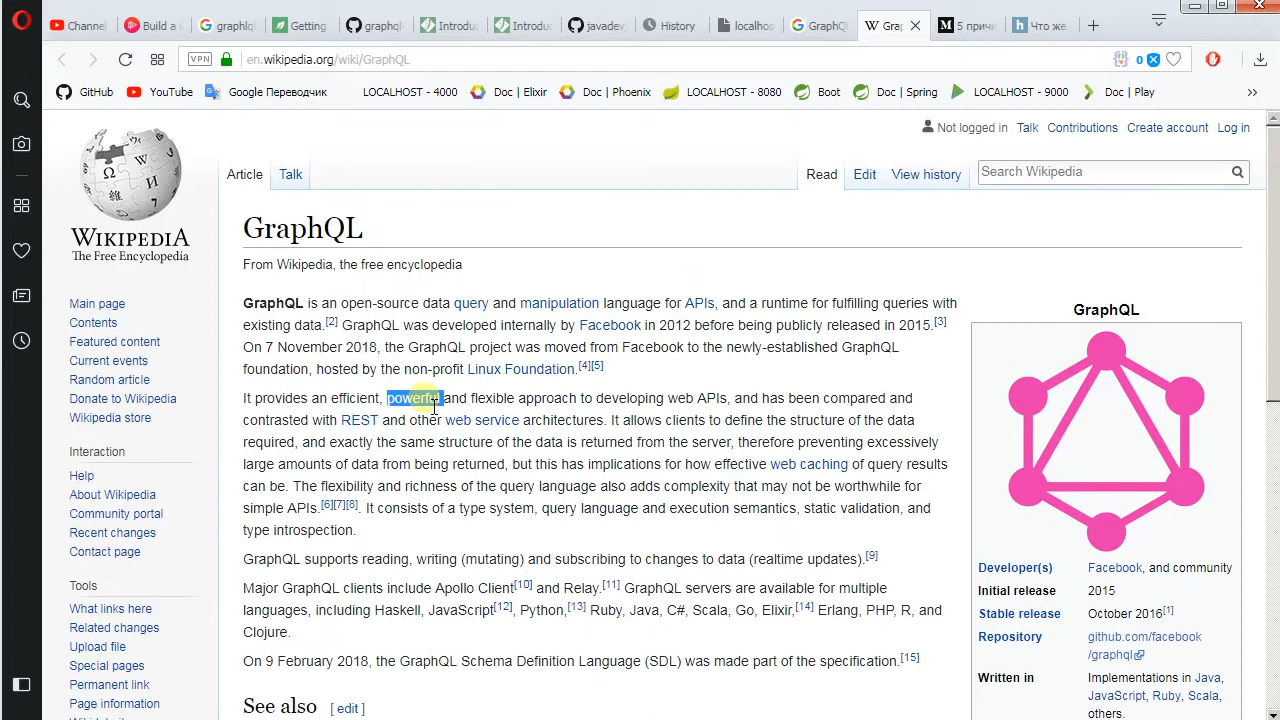 Channel
Build a
graphql
Getting
graphql
Introdu
Introdu
javadev
History
localhos
GraphQ
Gra
5 прич
Что же
VPN
en.wikipedia.org/wiki/GraphQL
0
GitHub
YouTube
Google Переводчик
LOCALHOST - 4000
Doc | Elixir
Doc | Phoenix
LOCALHOST - 8080
Boot
Doc | Spring
LOCALHOST - 9000
Doc | Play
Not logged in Talk Contributions Create account Log in
Article Talk
Read Edit View history
Search Wikipedia
WIKIPEDIA
The Free Encyclopedia
Main page
Contents
Featured content
Current events
Random article
Donate to Wikipedia
Wikipedia store
Interaction
Help
About Wikipedia
Community portal
Recent changes
Contact page
Tools
What links here
Related changes
Upload file
Special pages
Permanent link
Page information
GraphQL
From Wikipedia, the free encyclopedia
GraphQL is an open-source data query and manipulation language for APIs, and a runtime for fulfilling queries with
existing data.[2] GraphQL was developed internally by Facebook in 2012 before being publicly released in 2015.[3]
On 7 November 2018, the GraphQL project was moved from Facebook to the newly-established GraphQL
foundation, hosted by the non-profit Linux Foundation.[4][5]
It provides an efficient, powerful and flexible approach to developing web APIs, and has been compared and
contrasted with REST and other web service architectures. It allows clients to define the structure of the data
required, and exactly the same structure of the data is returned from the server, therefore preventing excessively
large amounts of data from being returned, but this has implications for how effective web caching of query results
can be. The flexibility and richness of the query language also adds complexity that may not be worthwhile for
simple APIs.[6][7][8]. It consists of a type system, query language and execution semantics, static validation, and
type introspection.
GraphQL supports reading, writing (mutating) and subscribing to changes to data (realtime updates).[9]
Major GraphQL clients include Apollo Client[10] and Relay.[11] GraphQL servers are available for multiple
languages, including Haskell, JavaScript[12], Python,[13] Ruby, Java, C#, Scala, Go, Elixir,[14] Erlang, PHP, R, and
Clojure.
On 9 February 2018, the GraphQL Schema Definition Language (SDL) was made part of the specification.[15]
See also [ edit ]
GraphQL
Developer(s) Facebook, and community
Initial release 2015
Stable release October 2016[1]
Repository github.com/facebook
/graphql
Written in Implementations in Java,
JavaScript, Ruby, Scala,
others.